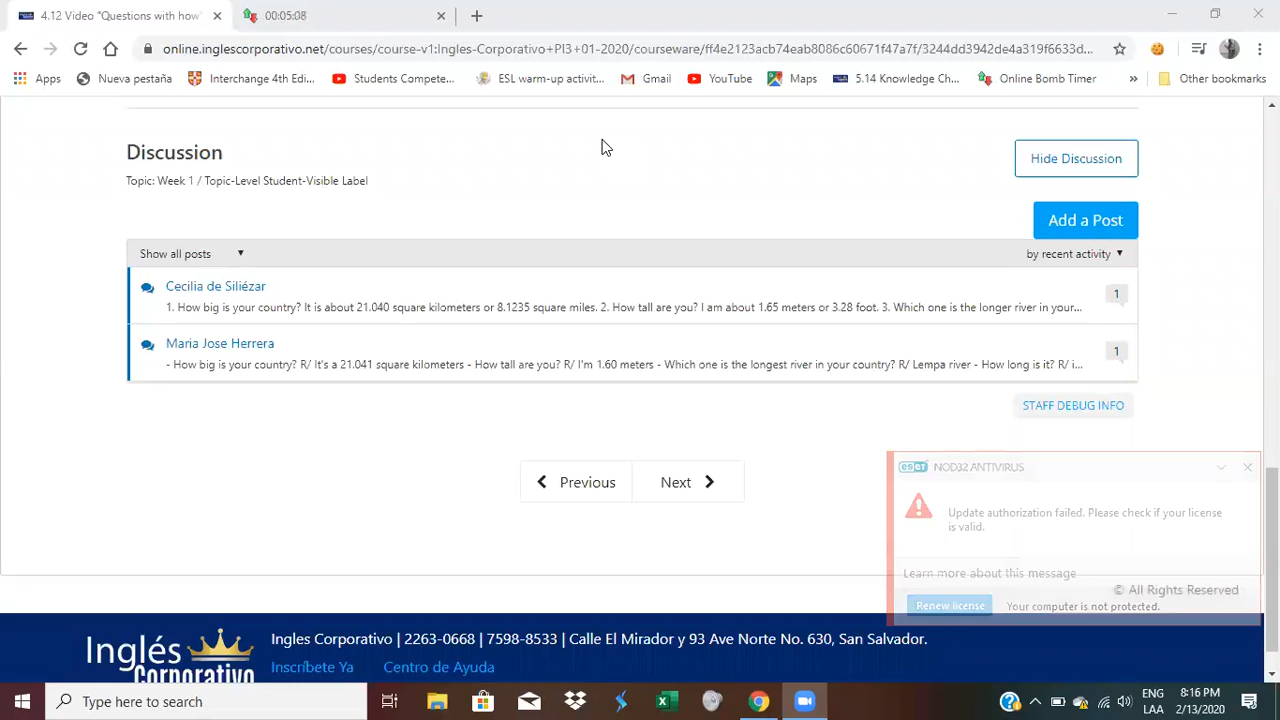 4.12 Video "Questions with how"
00:05:08
online.inglescorporativo.net/courses/course-v1:Ingles-Corporativo+PI3+01-2020/courseware/ff4e2123acb74eab8086c60671f47a7f/3244dd3942de4a319f6633d...
Apps
Nueva pestaña
Interchange 4th Edi...
Students Compete...
ESL warm-up activit...
Gmail
YouTube
Maps
5.14 Knowledge Ch...
Online Bomb Timer
»
Other bookmarks
Discussion
Hide Discussion
Topic: Week 1 / Topic-Level Student-Visible Label
Add a Post
Show all posts
by recent activity
Cecilia de Siliézar
1
1. How big is your country? It is about 21.040 square kilometers or 8.1235 square miles. 2. How tall are you? I am about 1.65 meters or 3.28 foot. 3. Which one is the longer river in your...
Maria Jose Herrera
1
- How big is your country? R/ It's a 21.041 square kilometers - How tall are you? R/ I'm 1.60 meters - Which one is the longest river in your country? R/ Lempa river - How long is it? R/ i...
STAFF DEBUG INFO
Previous
Next
eset NOD32 ANTIVIRUS
Update authorization failed. Please check if your license
is valid.
Learn more about this message
© All Rights Reserved
Renew license
Your computer is not protected.
Inglés
Corporativo
Ingles Corporativo | 2263-0668 | 7598-8533 | Calle El Mirador y 93 Ave Norte No. 630, San Salvador.
Inscríbete Ya
Centro de Ayuda
Type here to search
ENG
LAA
8:16 PM
2/13/2020